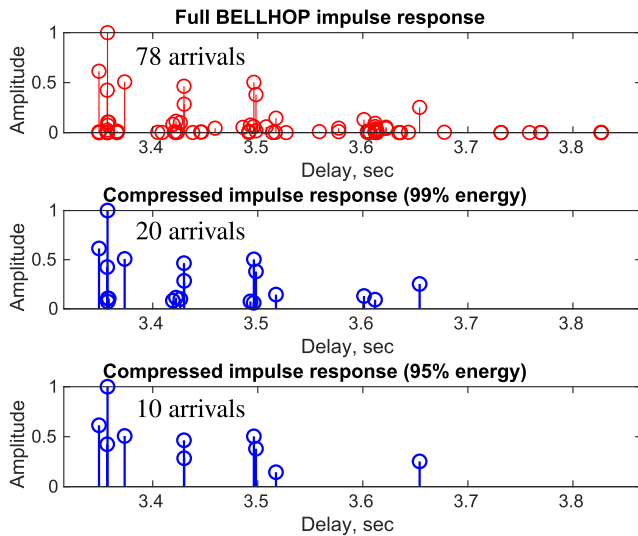 Full BELLHOP impulse response
78 arrivals
1
0.5
0
Amplitude
3.4
3.5
3.6
3.7
3.8
Delay, sec
Compressed impulse response (99% energy)
20 arrivals
1
0.5
0
Amplitude
3.4
3.5
3.6
3.7
3.8
Delay, sec
Compressed impulse response (95% energy)
10 arrivals
1
0.5
0
Amplitude
3.4
3.5
3.6
3.7
3.8
Delay, sec